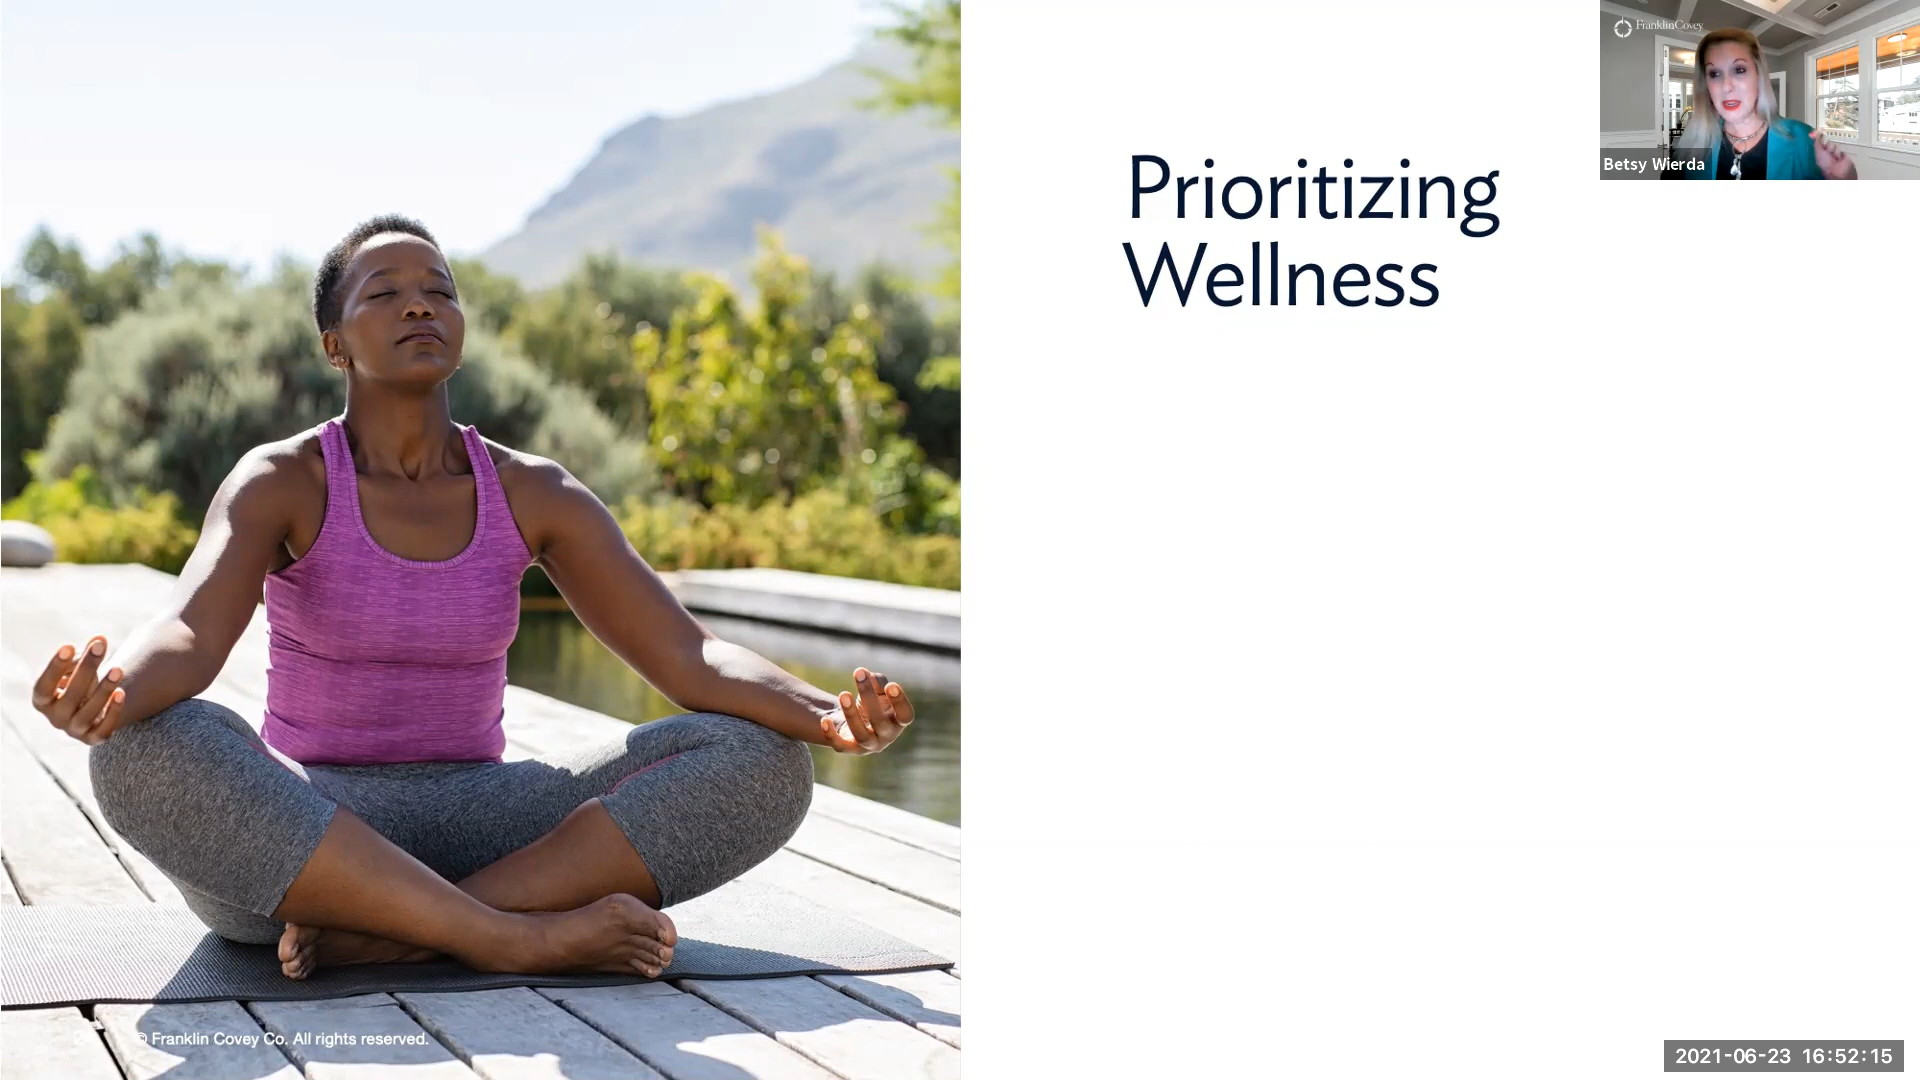 FranklinCovey
Betsy Wierda
Prioritizing
Wellness
© Franklin Covey Co. All rights reserved.
2021-06-23 16:52:15